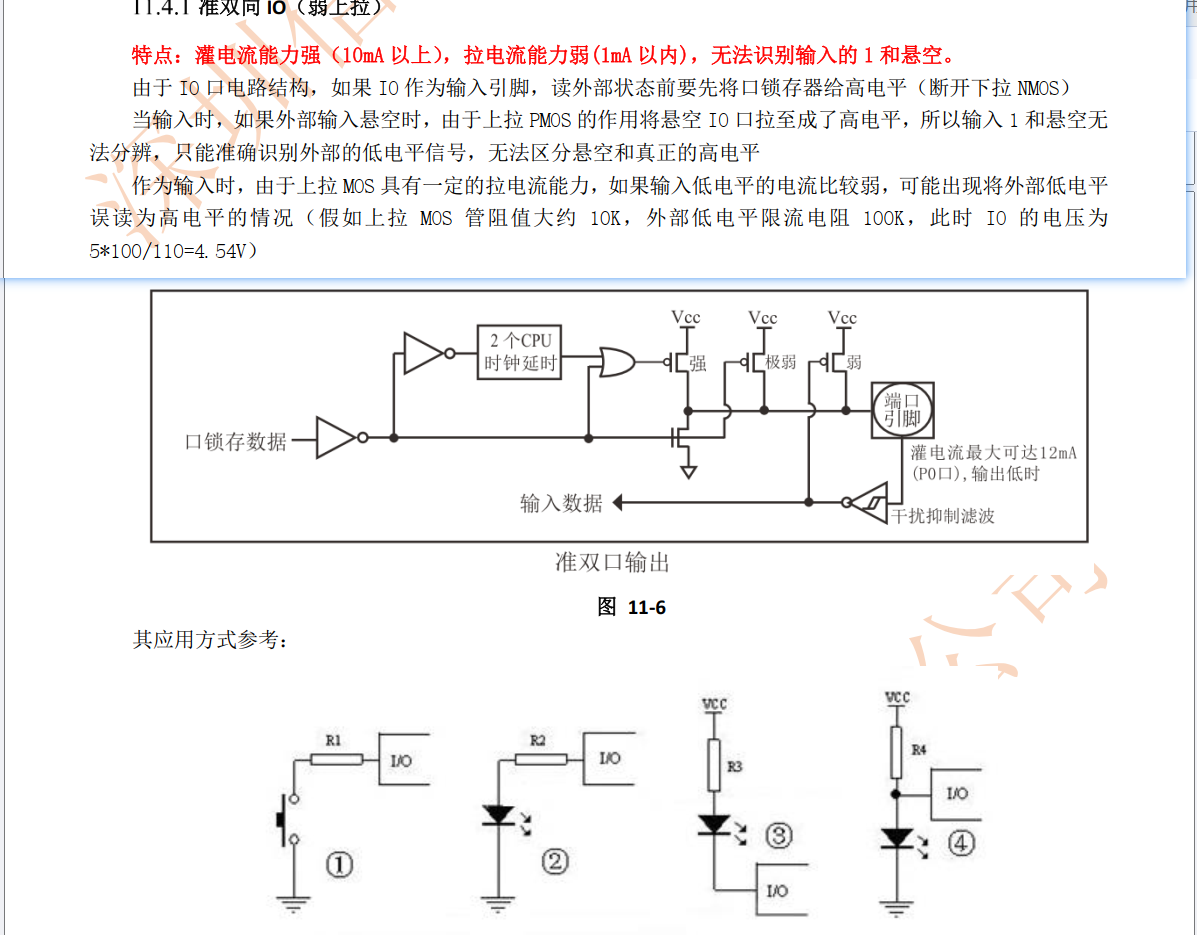 11.4.1 准双向 IO（弱上拉）
特点：灌电流能力强（10mA 以上），拉电流能力弱(1mA 以内)，无法识别输入的 1 和悬空。
由于 IO 口电路结构，如果 IO 作为输入引脚，读外部状态前要先将口锁存器给高电平（断开下拉 NMOS）
当输入时，如果外部输入悬空时，由于上拉 PMOS 的作用将悬空 IO 口拉至成了高电平，所以输入 1 和悬空无
法分辨，只能准确识别外部的低电平信号，无法区分悬空和真正的高电平
作为输入时，由于上拉 MOS 具有一定的拉电流能力，如果输入低电平的电流比较弱，可能出现将外部低电平
误读为高电平的情况（假如上拉 MOS 管阻值大约 10K，外部低电平限流电阻 100K，此时 IO 的电压为
5*100/110=4.54V）
Vcc
Vcc
Vcc
2 个CPU
时钟延时
强
极弱
弱
端口
引脚
口锁存数据
灌电流最大可达12mA
(P0口),输出低时
输入数据
干扰抑制滤波
准双口输出
图 11-6
其应用方式参考：
R1
I/O
①
R2
I/O
②
VCC
R3
③
I/O
VCC
R4
I/O
④
深圳信